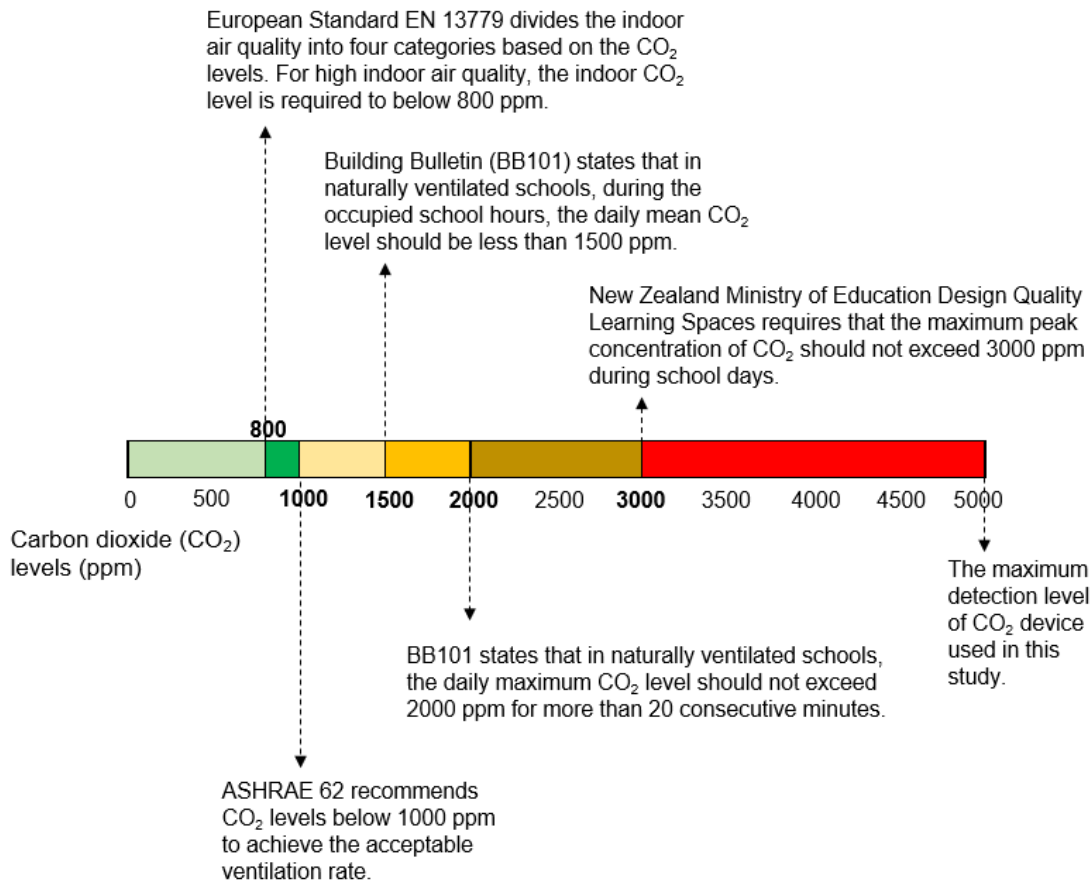 European Standard EN 13779 divides the indoor
air quality into four categories based on the CO₂
levels. For high indoor air quality, the indoor CO₂
level is required to below 800 ppm.
Building Bulletin (BB101) states that in
naturally ventilated schools, during the
occupied school hours, the daily mean CO₂
level should be less than 1500 ppm.
New Zealand Ministry of Education Design Quality
Learning Spaces requires that the maximum peak
concentration of CO₂ should not exceed 3000 ppm
during school days.
800
0 500 1000 1500 2000 2500 3000 3500 4000 4500 5000
Carbon dioxide (CO₂)
levels (ppm)
The maximum
detection level
of CO₂ device
used in this
study.
BB101 states that in naturally ventilated schools,
the daily maximum CO₂ level should not exceed
2000 ppm for more than 20 consecutive minutes.
ASHRAE 62 recommends
CO₂ levels below 1000 ppm
to achieve the acceptable
ventilation rate.